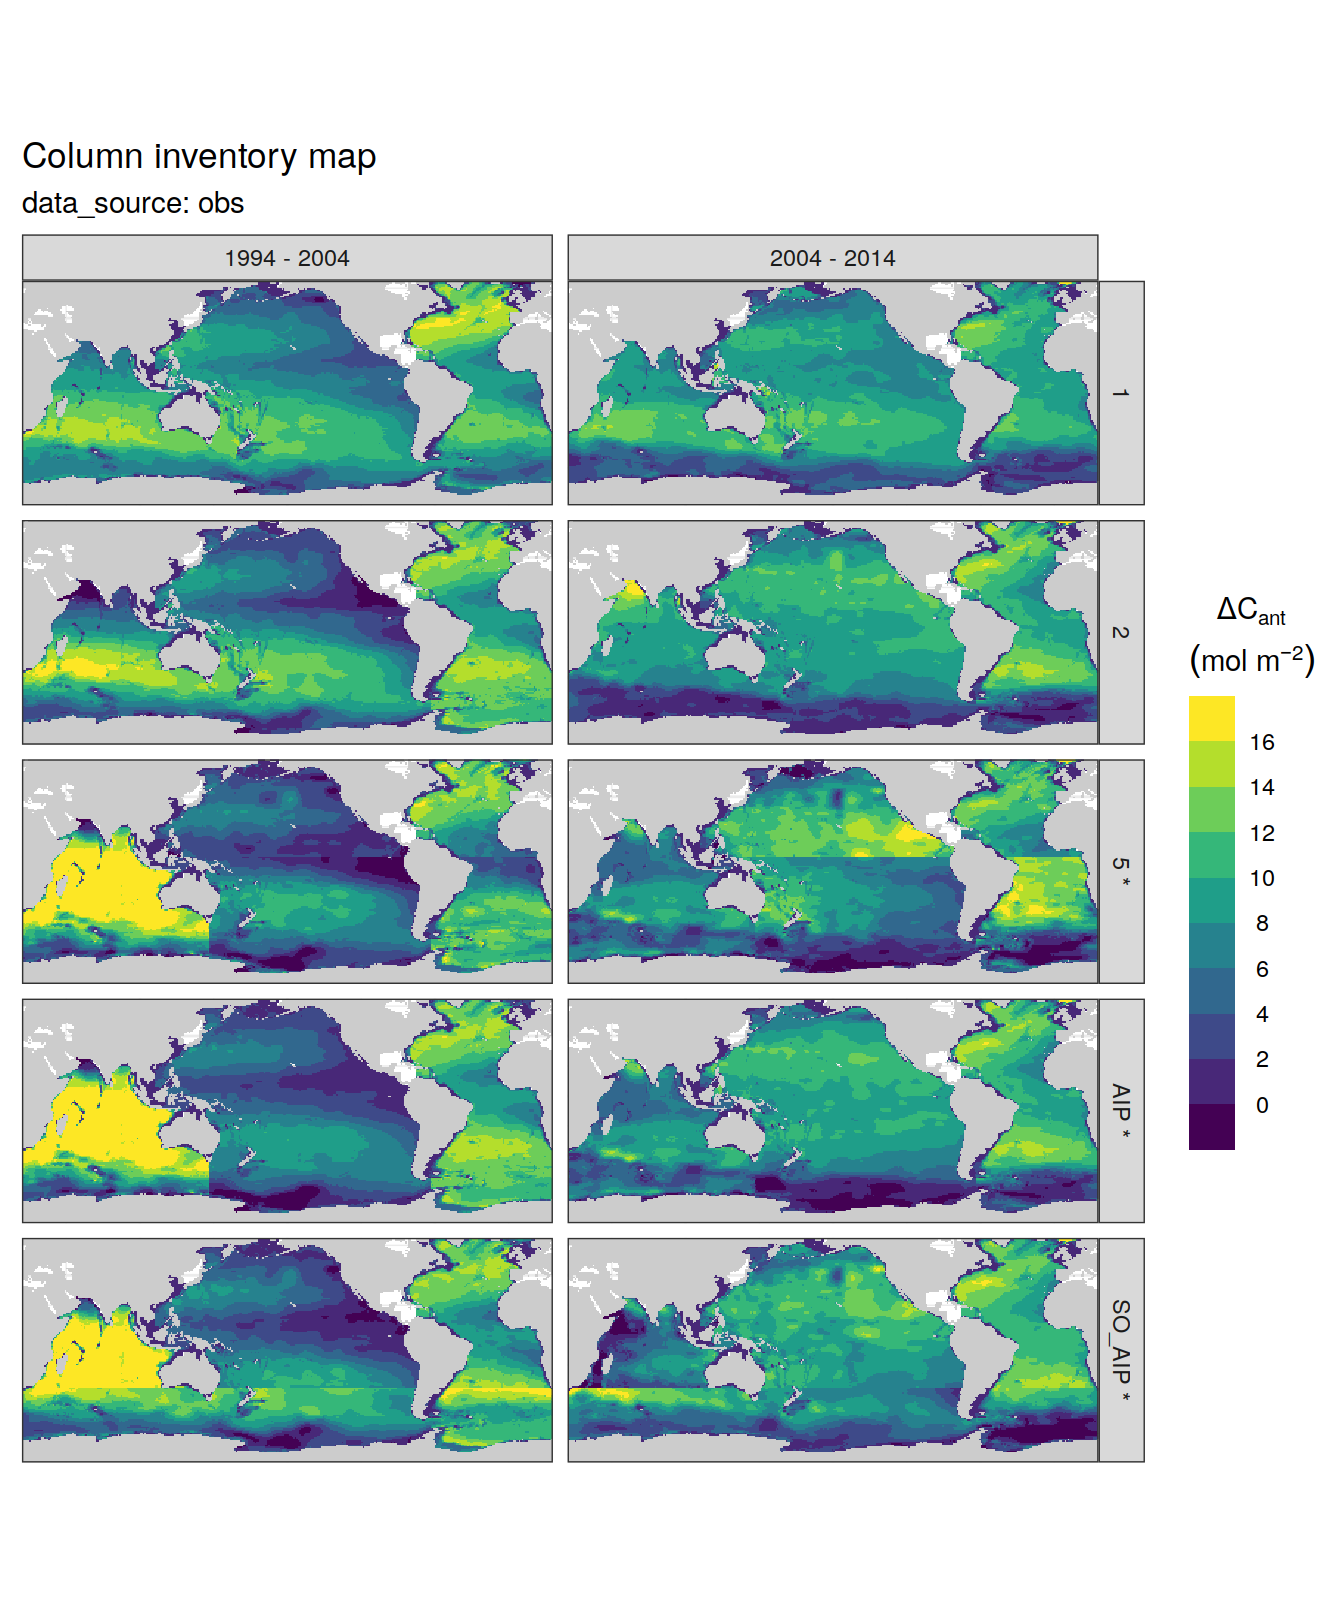 Column inventory map
data_source: obs
1994 - 2004
2004 - 2014
1
2
5 *
AIP *
SO_AIP *
ΔCant
(mol m−2)
16
14
12
10
8
6
4
2
0